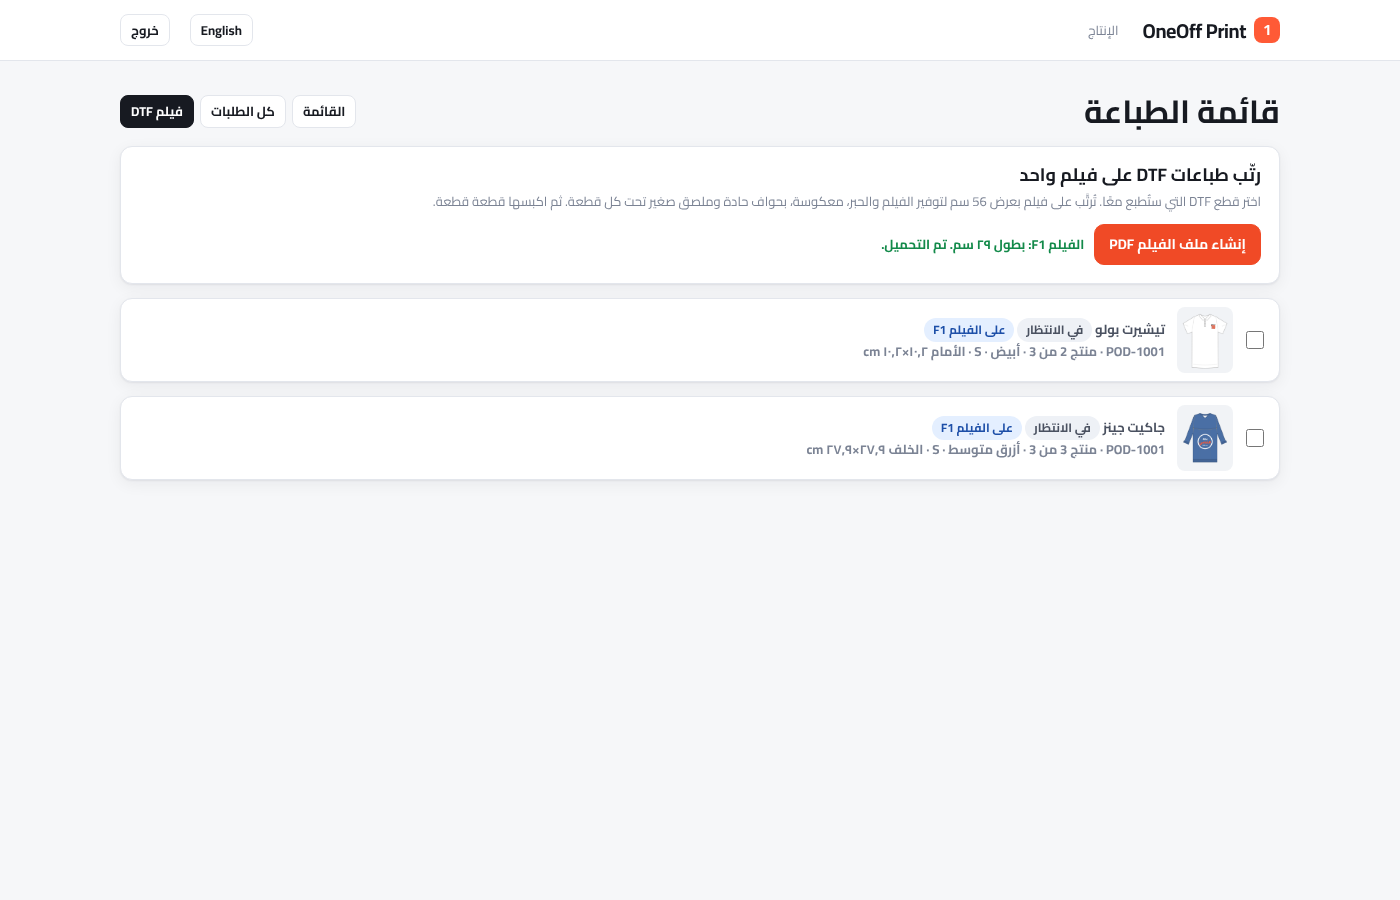 1 OneOff Print
الإنتاج
English
خروج
قائمة الطباعة
القائمة
كل الطلبات
فيلم DTF
رتّب طباعات DTF على فيلم واحد
اختر قطع DTF التي ستُطبع معًا. تُرتَّب على فيلم بعرض 56 سم لتوفير الفيلم والحبر، معكوسة، بحواف حادة وملصق صغير تحت كل قطعة. ثم اكبسها قطعة قطعة.
إنشاء ملف الفيلم PDF
الفيلم F1: بطول ٢٩ سم. تم التحميل.
تيشيرت بولو في الانتظار على الفيلم F1
POD-1001 · منتج 2 من 3 · أبيض · S · الأمام ١٠٫٢×١٠٫٢ cm
جاكيت جينز في الانتظار على الفيلم F1
POD-1001 · منتج 3 من 3 · أزرق متوسط · S · الخلف ٢٧٫٩×٢٧٫٩ cm